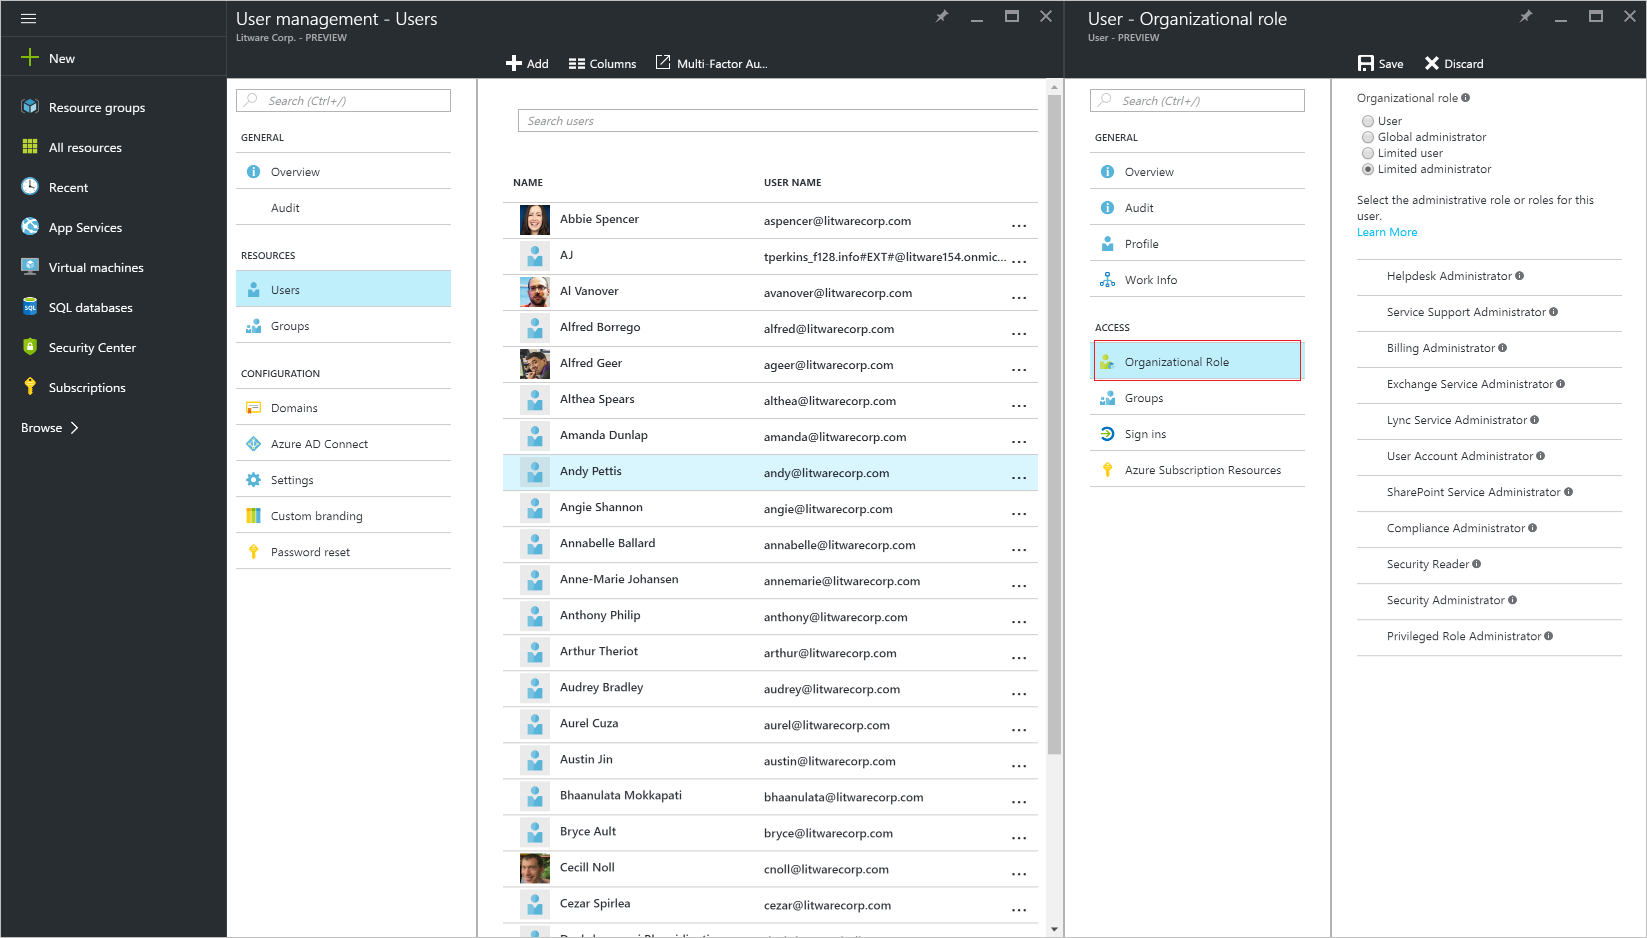 New
Resource groups
All resources
Recent
App Services
Virtual machines
SQL databases
Security Center
Subscriptions
Browse
User management - Users
Litware Corp. - PREVIEW
Add
Columns
Multi-Factor Au...
Search (Ctrl+/)
GENERAL
Overview
Audit
RESOURCES
Users
Groups
CONFIGURATION
Domains
Azure AD Connect
Settings
Custom branding
Password reset
Search users
NAME USER NAME
Abbie Spencer aspencer@litwarecorp.com ...
AJ tperkins_f128.info#EXT#@litware154.onmic... ...
Al Vanover avanover@litwarecorp.com ...
Alfred Borrego alfred@litwarecorp.com ...
Alfred Geer ageer@litwarecorp.com ...
Althea Spears althea@litwarecorp.com ...
Amanda Dunlap amanda@litwarecorp.com ...
Andy Pettis andy@litwarecorp.com ...
Angie Shannon angie@litwarecorp.com ...
Annabelle Ballard annabelle@litwarecorp.com ...
Anne-Marie Johansen annemarie@litwarecorp.com ...
Anthony Philip anthony@litwarecorp.com ...
Arthur Theriot arthur@litwarecorp.com ...
Audrey Bradley audrey@litwarecorp.com ...
Aurel Cuza aurel@litwarecorp.com ...
Austin Jin austin@litwarecorp.com ...
Bhaanulata Mokkapati bhaanulata@litwarecorp.com ...
Bryce Ault bryce@litwarecorp.com ...
Cecill Noll cnoll@litwarecorp.com ...
Cezar Spirlea cezar@litwarecorp.com ...
User - Organizational role
User - PREVIEW
Save
Discard
Search (Ctrl+/)
GENERAL
Overview
Audit
Profile
Work Info
ACCESS
Organizational Role
Groups
Sign ins
Azure Subscription Resources
Organizational role
User
Global administrator
Limited user
Limited administrator
Select the administrative role or roles for this
user.
Learn More
Helpdesk Administrator
Service Support Administrator
Billing Administrator
Exchange Service Administrator
Lync Service Administrator
User Account Administrator
SharePoint Service Administrator
Compliance Administrator
Security Reader
Security Administrator
Privileged Role Administrator